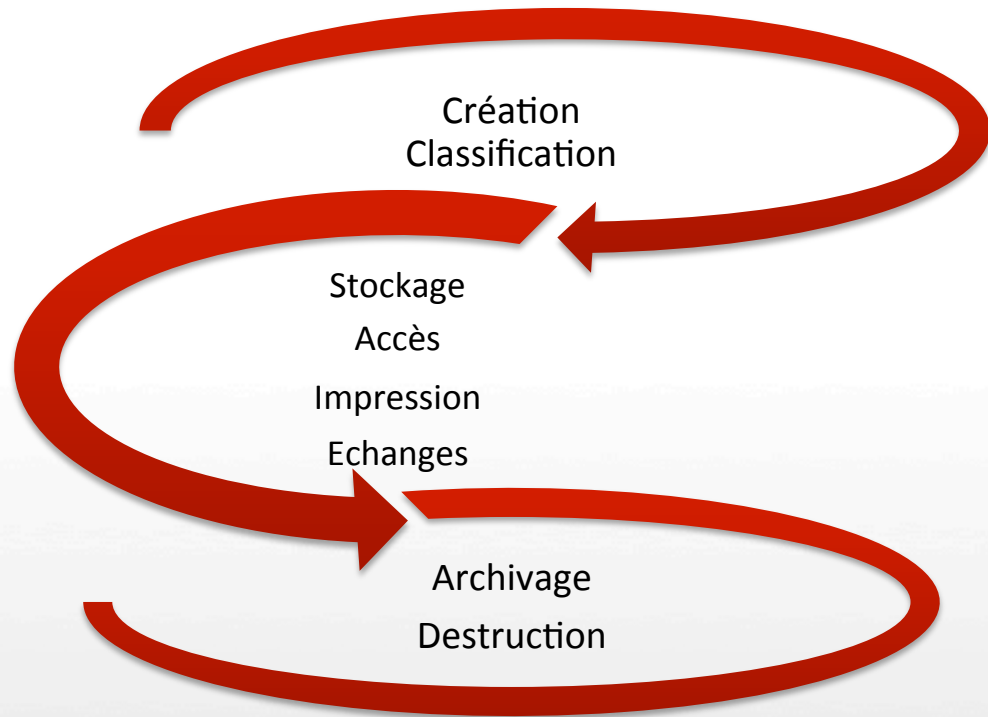 Création
Classification
Stockage
Accès
Impression
Echanges
Archivage
Destruction